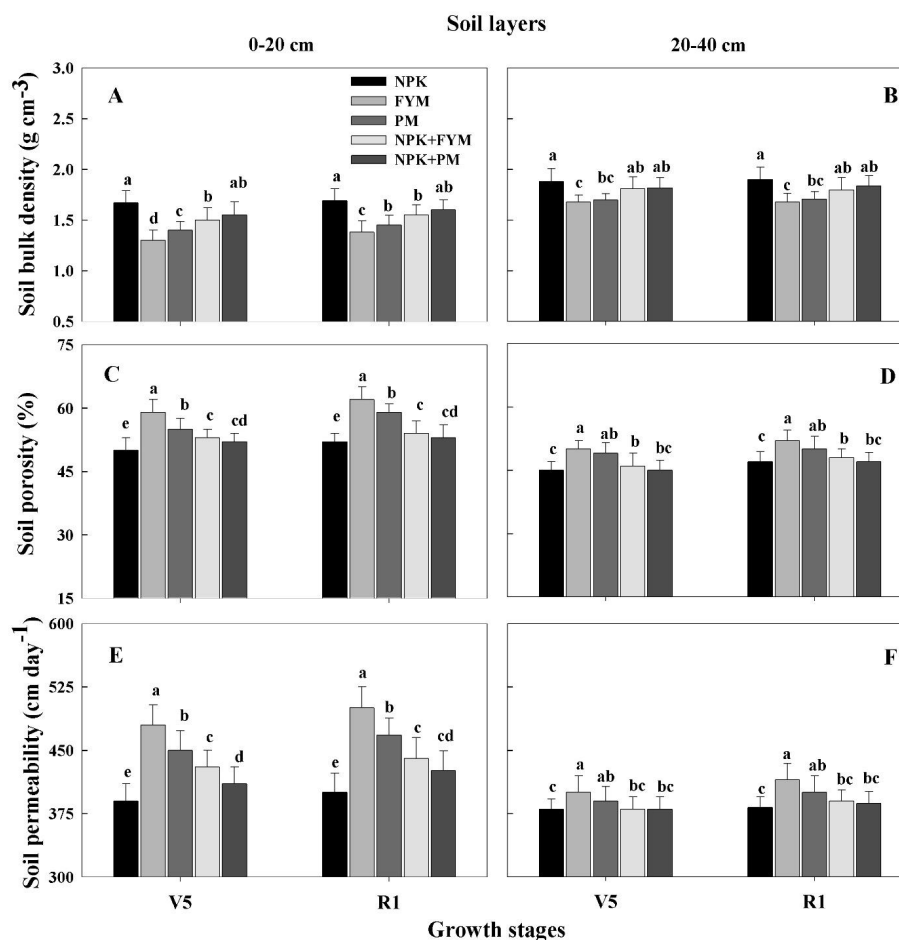 Soil layers
0-20 cm
20-40 cm
Soil bulk density (g cm-3)
3.0
2.5
2.0
1.5
1.0
0.5
A
NPK
FYM
PM
NPK+FYM
NPK+PM
a
d
c
b
ab
a
c
b
b
ab
B
a
c
bc
ab
ab
a
c
bc
ab
ab
Soil porosity (%)
75
60
45
30
15
C
e
a
b
c
cd
e
a
b
c
cd
D
c
a
ab
b
bc
c
a
ab
b
bc
Soil permeability (cm day-1)
600
525
450
375
300
E
e
a
b
c
d
e
a
b
c
cd
F
c
a
ab
bc
bc
c
a
ab
bc
bc
V5
R1
V5
R1
Growth stages